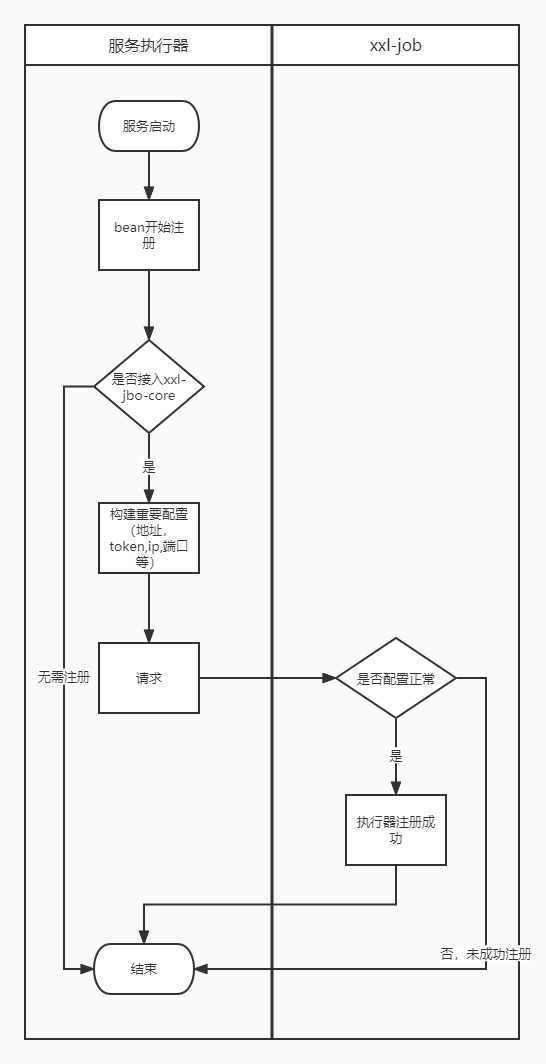 服务执行器
xxl-job
服务启动
bean开始注
册
是否接入xxl-
jbo-core
是
构建重要配置
（地址，
token,ip,端口
等）
无需注册
请求
是否配置正常
是
执行器注册成
功
否，未成功注册
结束